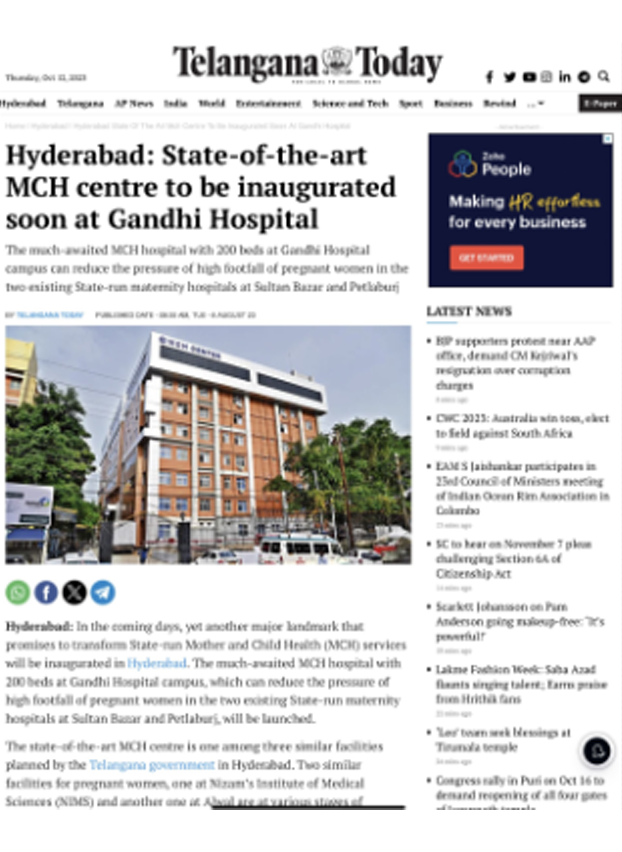 Telangana Today
Thursday, Oct 12, 2023
Hyderabad Telangana AP News India World Entertainment Science and Tech Sport Business Rewind ...
E-Paper
Home / Hyderabad / Hyderabad State Of The Art Mch Centre To Be Inaugurated Soon At Gandhi Hospital
Hyderabad: State-of-the-art
MCH centre to be inaugurated
soon at Gandhi Hospital
The much-awaited MCH hospital with 200 beds at Gandhi Hospital
campus can reduce the pressure of high footfall of pregnant women in the
two existing State-run maternity hospitals at Sultan Bazar and Petlaburj
BY TELANGANA TODAY PUBLISHED DATE - TUE - 8 AUGUST 23
MCH CENTER
Hyderabad: In the coming days, yet another major landmark that
promises to transform State-run Mother and Child Health (MCH) services
will be inaugurated in Hyderabad. The much-awaited MCH hospital with
200 beds at Gandhi Hospital campus, which can reduce the pressure of
high footfall of pregnant women in the two existing State-run maternity
hospitals at Sultan Bazar and Petlaburj, will be launched.
The state-of-the-art MCH centre is one among three similar facilities
planned by the Telangana government in Hyderabad. Two similar
facilities for pregnant women, one at Nizam's Institute of Medical
Sciences (NIMS) and another one at Alwal are at various stages of
Advertisement
Zoho
People
Making HR effortless
for every business
GET STARTED
LATEST NEWS
BJP supporters protest near AAP
office, demand CM Kejriwal's
resignation over corruption
charges
CWC 2023: Australia win toss, elect
to field against South Africa
EAM S Jaishankar participates in
23rd Council of Ministers meeting
of Indian Ocean Rim Association in
Colombo
SC to hear on November 7 pleas
challenging Section 6A of
Citizenship Act
Scarlett Johansson on Pam
Anderson going makeup-free: 'It's
powerful!'
Lakme Fashion Week: Saba Azad
flaunts singing talent; Earns praise
from Hrithik fans
'Leo' team seek blessings at
Tirumala temple
Congress rally in Puri on Oct 16 to
demand reopening of all four gates